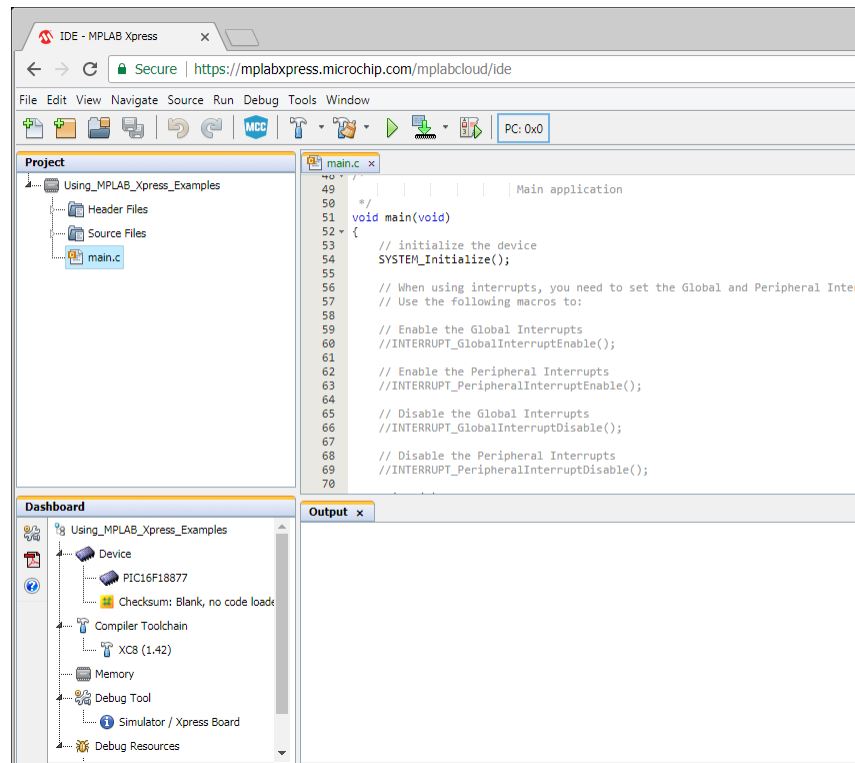 IDE - MPLAB Xpress
Secure | https://mplabxpress.microchip.com/mplabcloud/ide
File Edit View Navigate Source Run Debug Tools Window
MCC
PC: 0x0
Project
Using_MPLAB_Xpress_Examples
Header Files
Source Files
main.c
main.c
48 /*
49 Main application
50 */
51 void main(void)
52 {
53 // initialize the device
54 SYSTEM_Initialize();
55
56 // When using interrupts, you need to set the Global and Peripheral Inte
57 // Use the following macros to:
58
59 // Enable the Global Interrupts
60 //INTERRUPT_GlobalInterruptEnable();
61
62 // Enable the Peripheral Interrupts
63 //INTERRUPT_PeripheralInterruptEnable();
64
65 // Disable the Global Interrupts
66 //INTERRUPT_GlobalInterruptDisable();
67
68 // Disable the Peripheral Interrupts
69 //INTERRUPT_PeripheralInterruptDisable();
70
Dashboard
Using_MPLAB_Xpress_Examples
Device
PIC16F18877
Checksum: Blank, no code loade
Compiler Toolchain
XC8 (1.42)
Memory
Debug Tool
Simulator / Xpress Board
Debug Resources
Output